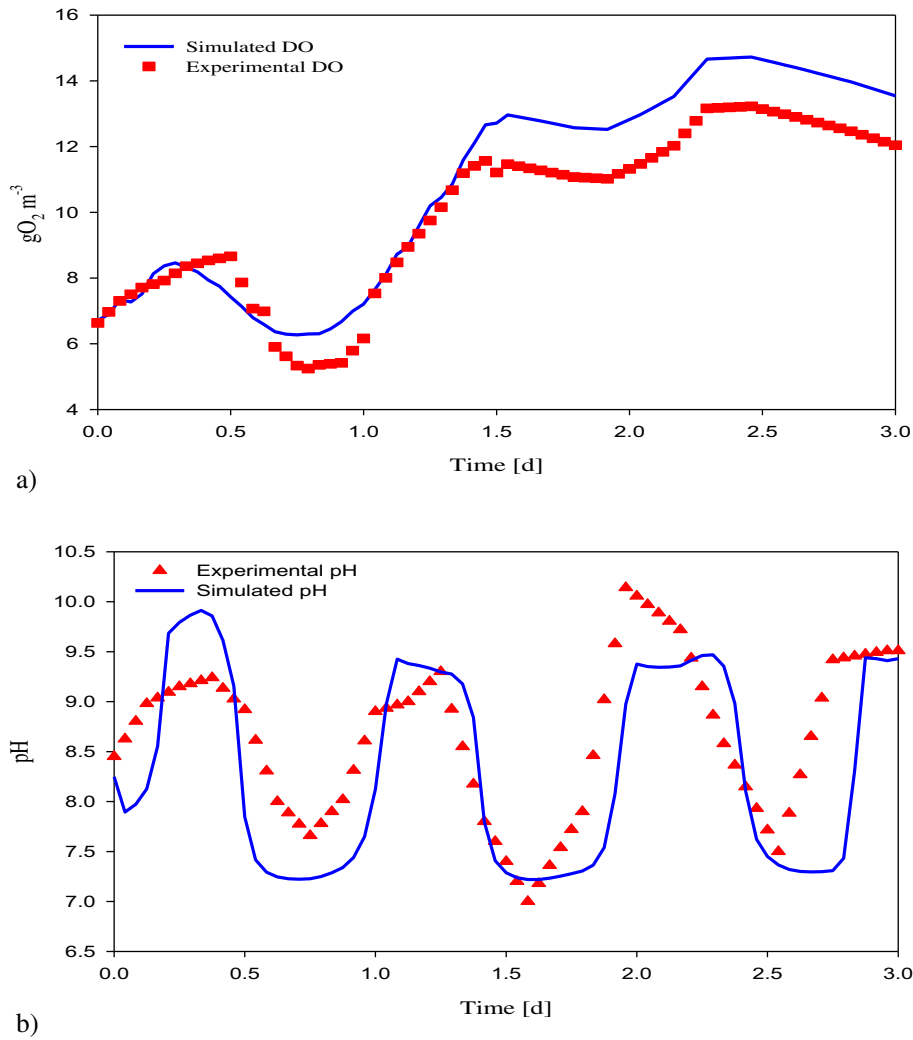 16
Simulated DO
14
Experimental DO
12
gO2 m-3
10
8
6
4
0.0 0.5 1.0 1.5 2.0 2.5 3.0
Time [d]
a)
10.5
Experimental pH
Simulated pH
10.0
9.5
9.0
pH
8.5
8.0
7.5
7.0
6.5
0.0 0.5 1.0 1.5 2.0 2.5 3.0
Time [d]
b)